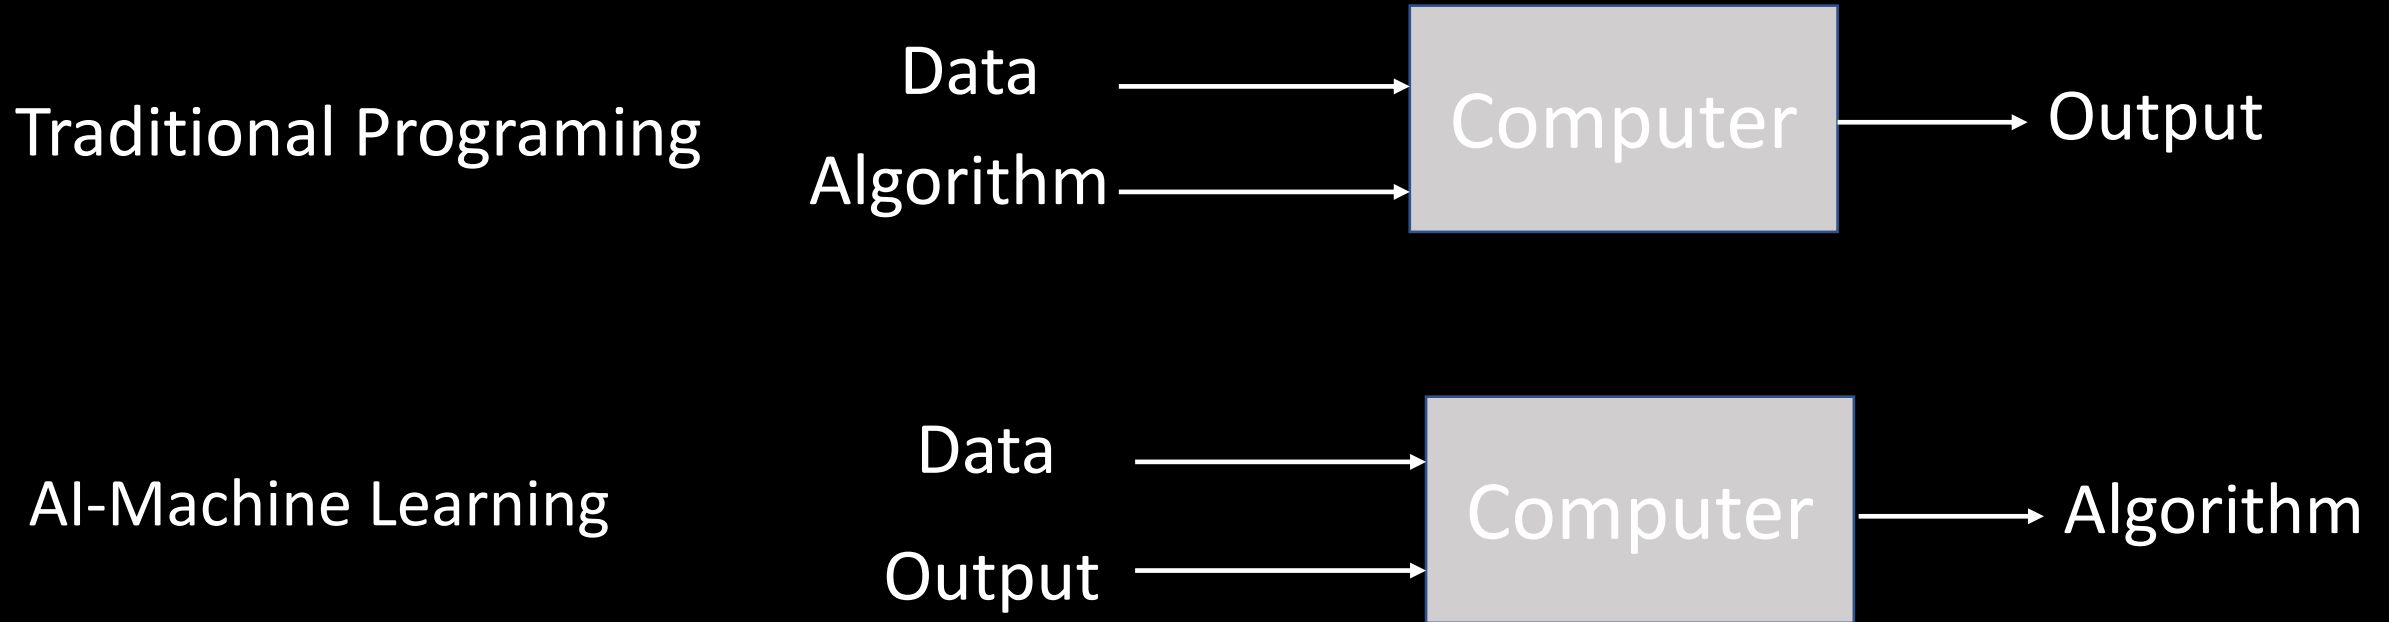 Traditional Programing
Data
Algorithm
Computer
Output
AI-Machine Learning
Data
Output
Computer
Algorithm